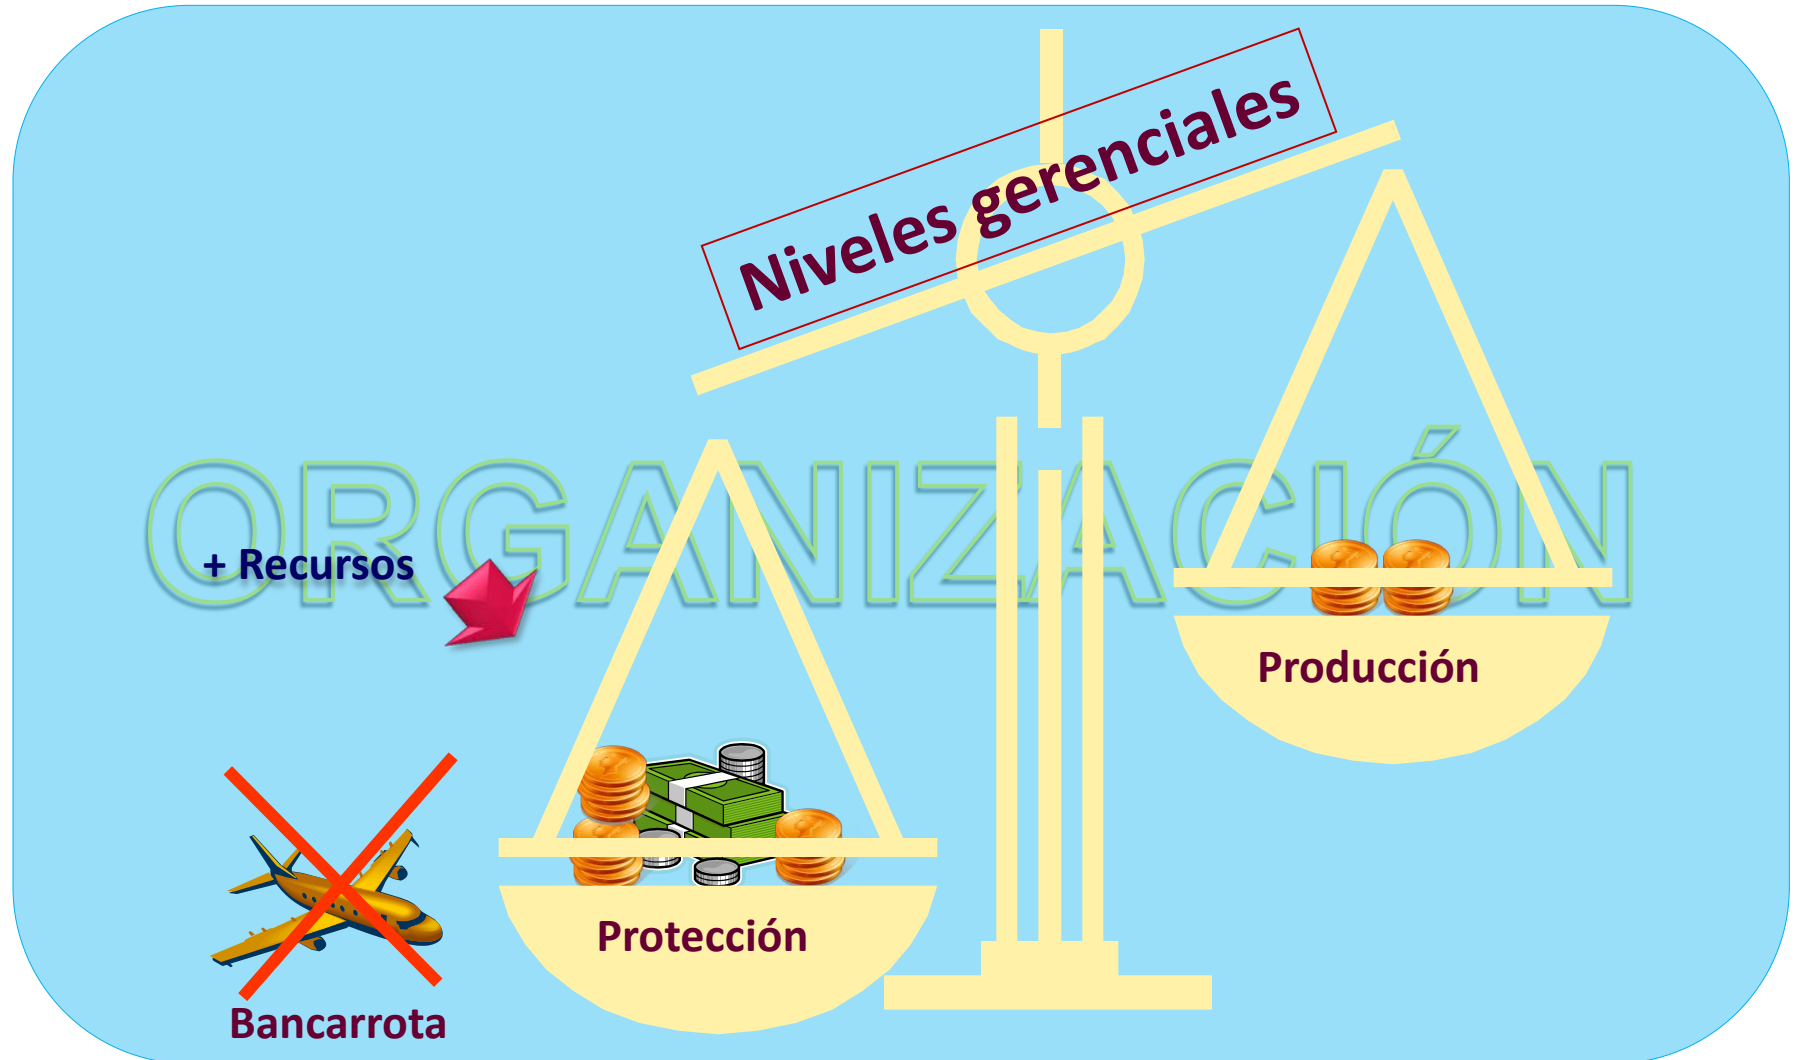 Niveles gerenciales
ORGANIZACIÓN
+ Recursos
Producción
Protección
Bancarrota